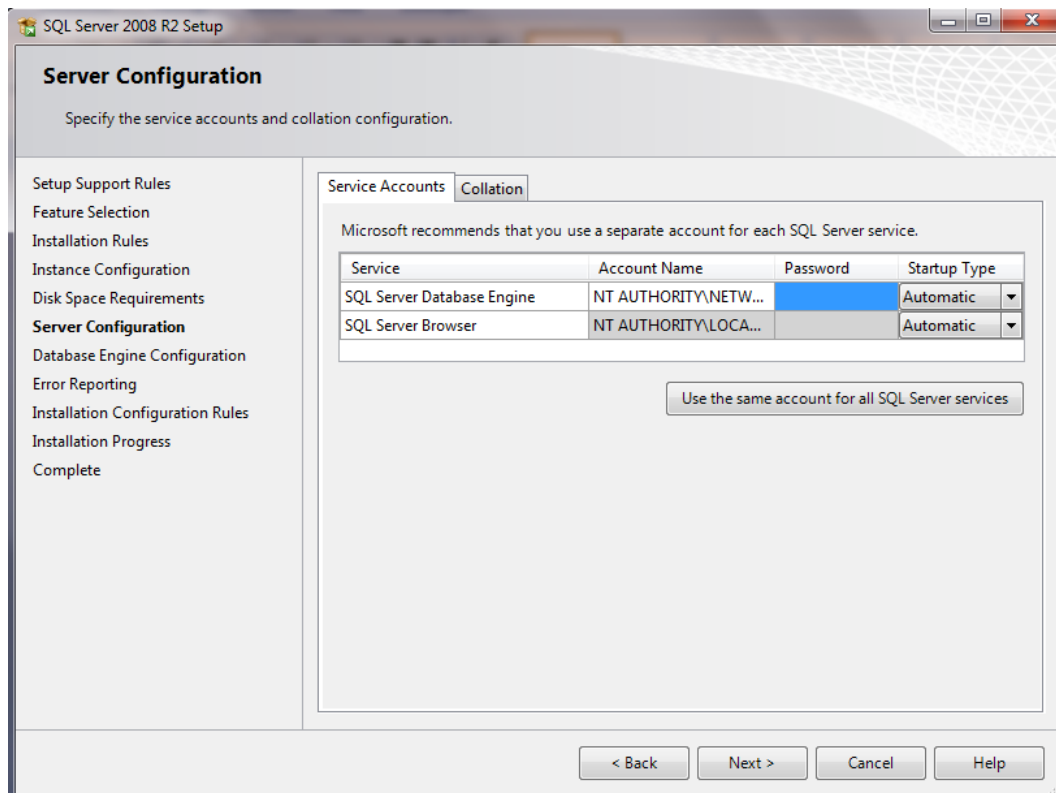 SQL Server 2008 R2 Setup
Server Configuration
Specify the service accounts and collation configuration.
Setup Support Rules
Feature Selection
Installation Rules
Instance Configuration
Disk Space Requirements
Server Configuration
Database Engine Configuration
Error Reporting
Installation Configuration Rules
Installation Progress
Complete
Service Accounts Collation
Microsoft recommends that you use a separate account for each SQL Server service.
Service Account Name Password Startup Type
SQL Server Database Engine NT AUTHORITY\NETW... Automatic
SQL Server Browser NT AUTHORITY\LOCA... Automatic
Use the same account for all SQL Server services
< Back Next > Cancel Help